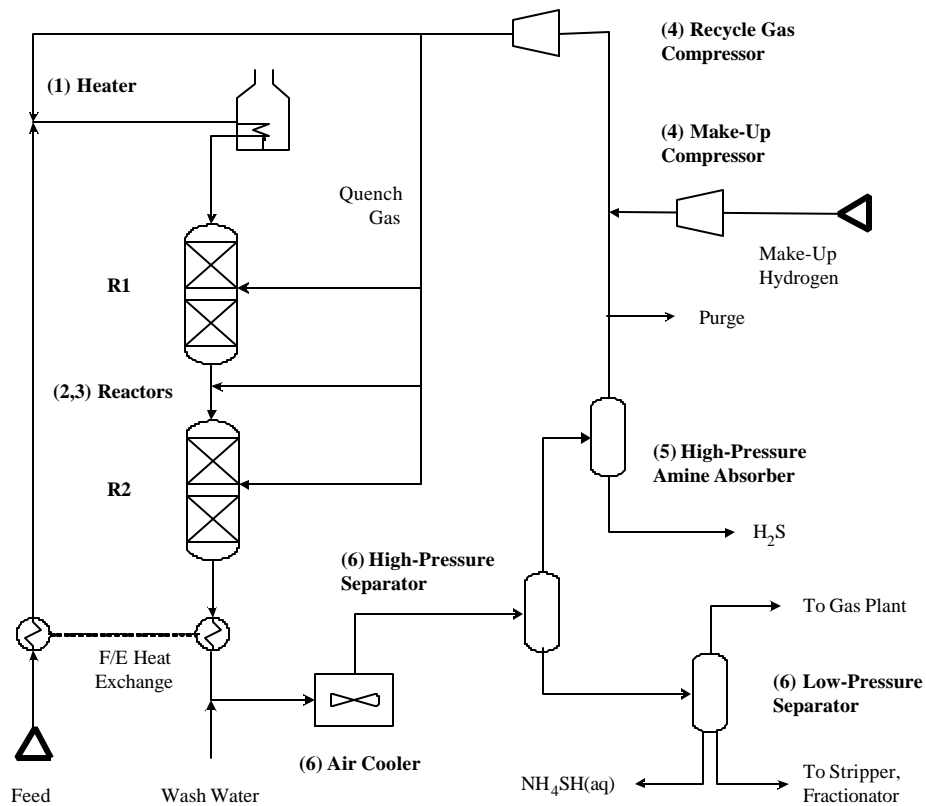 (4) Recycle Gas
Compressor
(1) Heater
(4) Make-Up
Compressor
Quench
Gas
Make-Up
Hydrogen
R1
Purge
(2,3) Reactors
(5) High-Pressure
Amine Absorber
R2
H2S
(6) High-Pressure
Separator
To Gas Plant
F/E Heat
Exchange
(6) Low-Pressure
Separator
(6) Air Cooler
NH4SH(aq)
To Stripper,
Fractionator
Feed
Wash Water